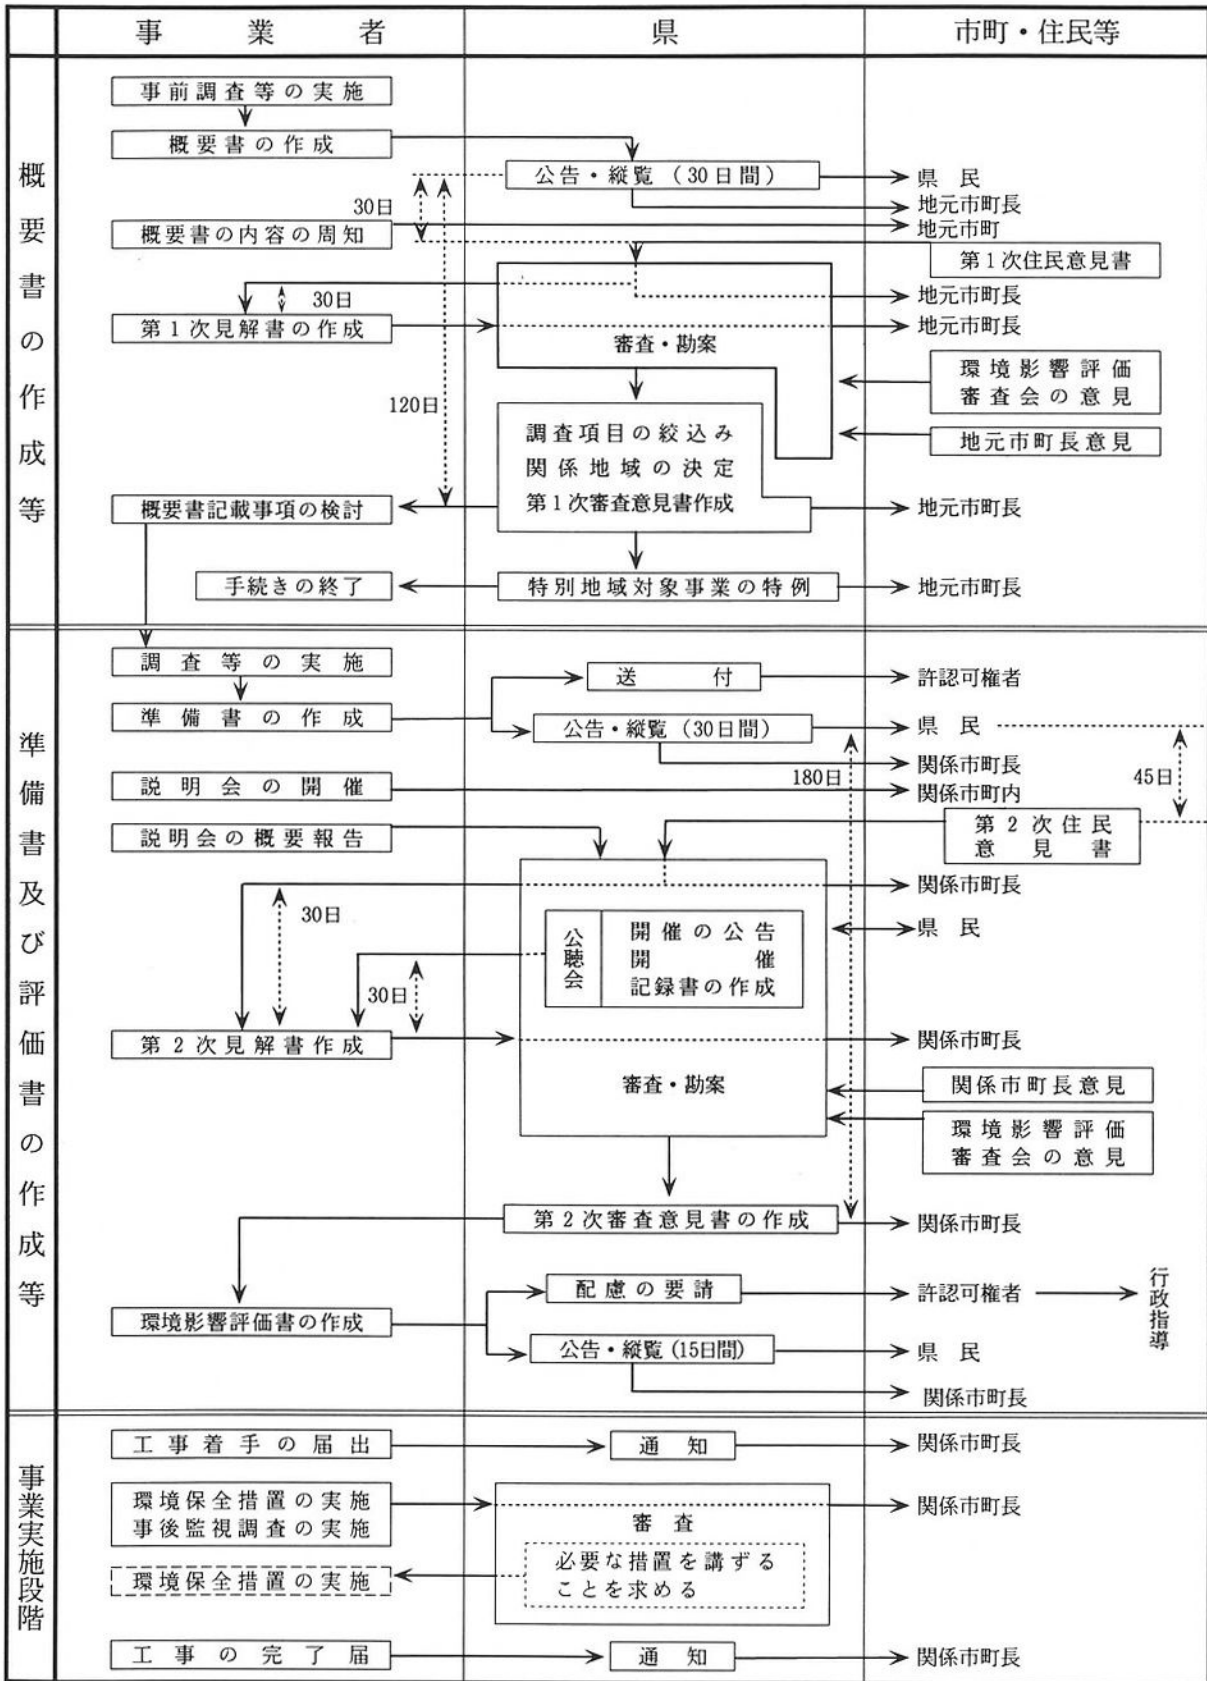 事業者
県
市町・住民等
概要書の作成等
事前調査等の実施
概要書の作成
公告・縦覧（30日間）
県民
地元市町長
30日
概要書の内容の周知
地元市町
第1次住民意見書
地元市町長
30日
第1次見解書の作成
地元市町長
審査・勘案
環境影響評価
審査会の意見
120日
調査項目の絞込み
関係地域の決定
第1次審査意見書作成
地元市町長意見
概要書記載事項の検討
地元市町長
手続きの終了
特別地域対象事業の特例
地元市町長
準備書及び評価書の作成等
調査等の実施
送付
許認可権者
準備書の作成
公告・縦覧（30日間）
県民
関係市町長
180日
45日
説明会の開催
関係市町内
説明会の概要報告
第2次住民
意見書
関係市町長
30日
公聴会
開催の公告
開催
記録書の作成
県民
30日
第2次見解書作成
関係市町長
審査・勘案
関係市町長意見
環境影響評価
審査会の意見
第2次審査意見書の作成
関係市町長
配慮の要請
許認可権者
行政指導
環境影響評価書の作成
公告・縦覧（15日間）
県民
関係市町長
事業実施段階
工事着手の届出
通知
関係市町長
環境保全措置の実施
事後監視調査の実施
関係市町長
審査
必要な措置を講ずる
ことを求める
環境保全措置の実施
工事の完了届
通知
関係市町長